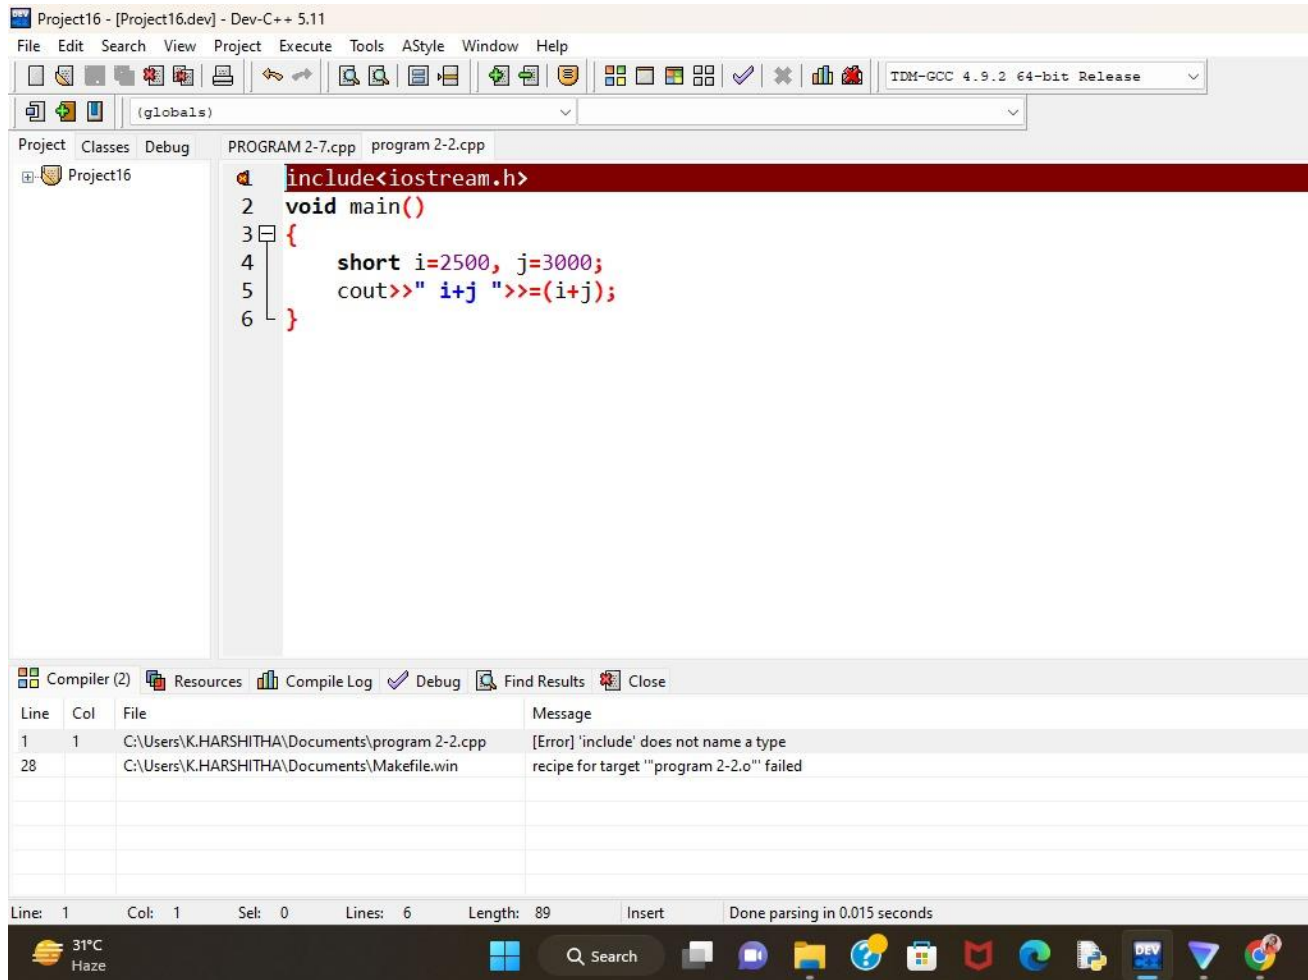 Project16 - [Project16.dev] - Dev-C++ 5.11
File Edit Search View Project Execute Tools AStyle Window Help
TDM-GCC 4.9.2 64-bit Release
(globals)
Project Classes Debug PROGRAM 2-7.cpp program 2-2.cpp
Project16
include<iostream.h>
2 void main()
3 {
4 short i=2500, j=3000;
5 cout>>" i+j ">>=(i+j);
6 }
Compiler (2) Resources Compile Log Debug Find Results Close
Line Col File Message
1 1 C:\Users\K.HARSHITHA\Documents\program 2-2.cpp [Error] 'include' does not name a type
28 C:\Users\K.HARSHITHA\Documents\Makefile.win recipe for target '"program 2-2.o"' failed
Line: 1 Col: 1 Sel: 0 Lines: 6 Length: 89 Insert Done parsing in 0.015 seconds
31°C
Haze
Search
DEV